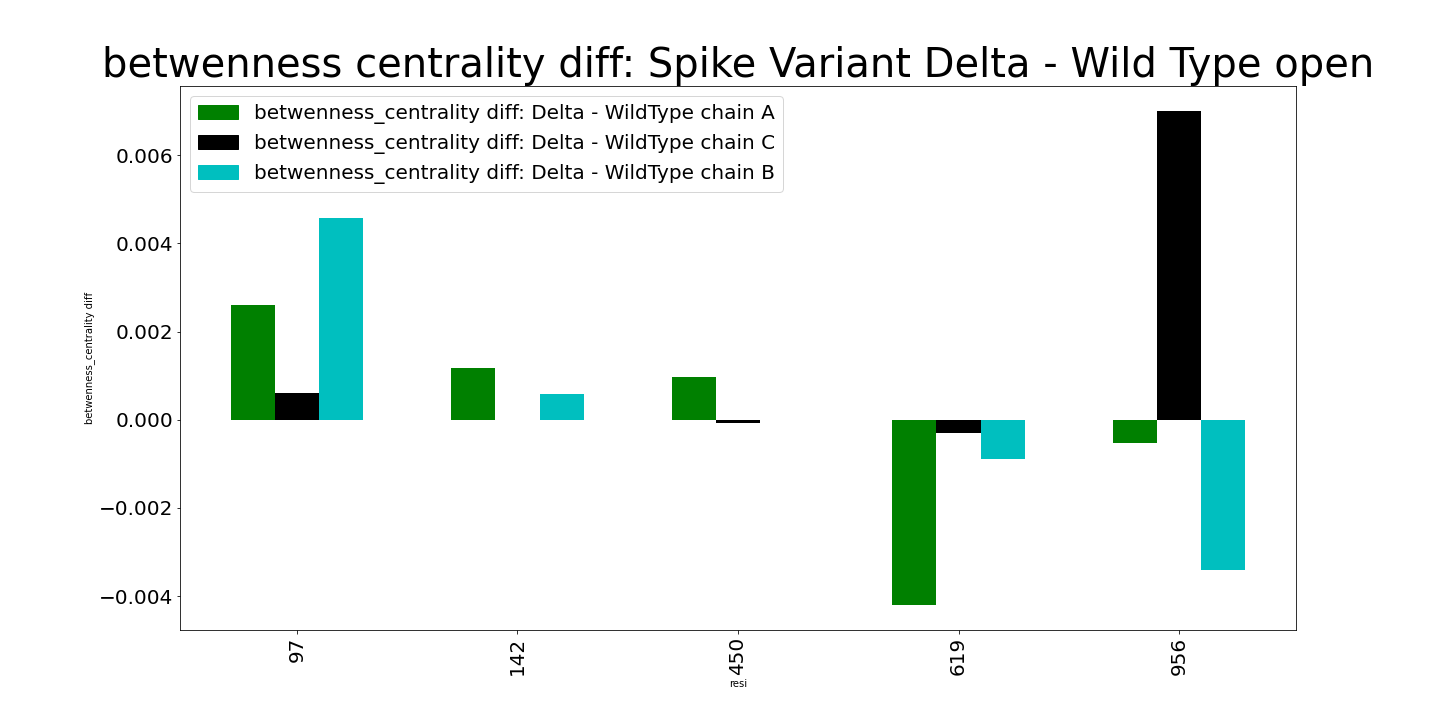 betwenness centrality diff: Spike Variant Delta - Wild Type open
betwenness_centrality diff: Delta - WildType chain A
betwenness_centrality diff: Delta - WildType chain C
betwenness_centrality diff: Delta - WildType chain B
0.006
0.004
0.002
0.000
−0.002
−0.004
betwenness_centrality diff
97
142
450
619
956
resi